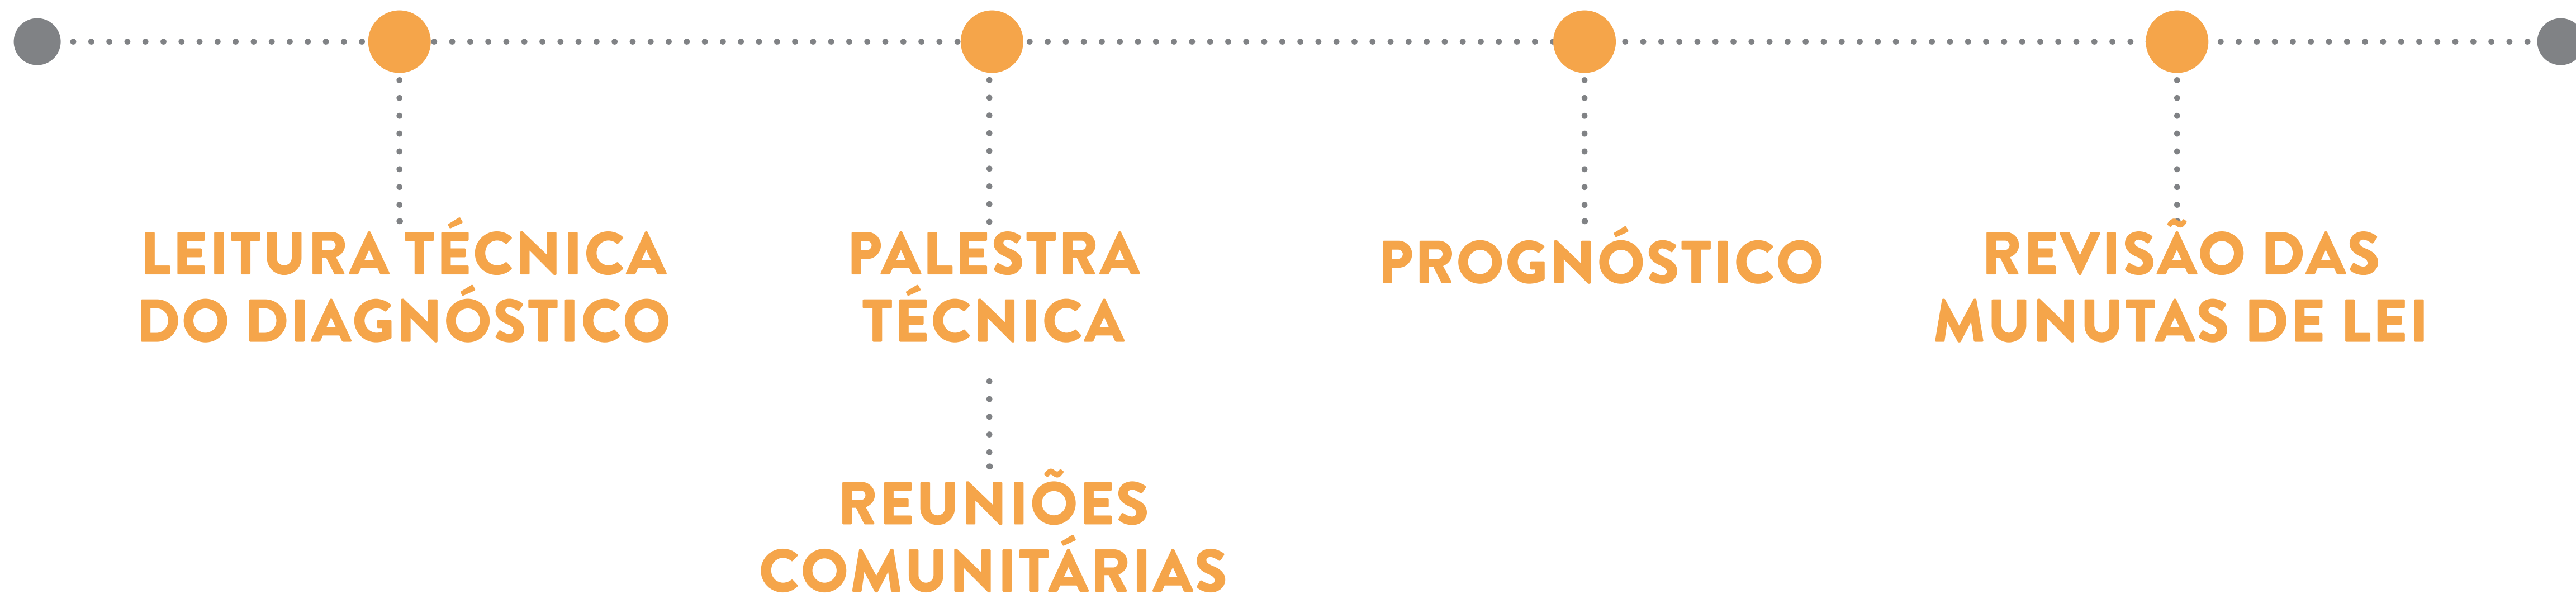 LEITURA TÉCNICA
DO DIAGNÓSTICO
PALESTRA
TÉCNICA
REUNIÕES
COMUNITÁRIAS
PROGNÓSTICO
REVISÃO DAS
MUNUTAS DE LEI